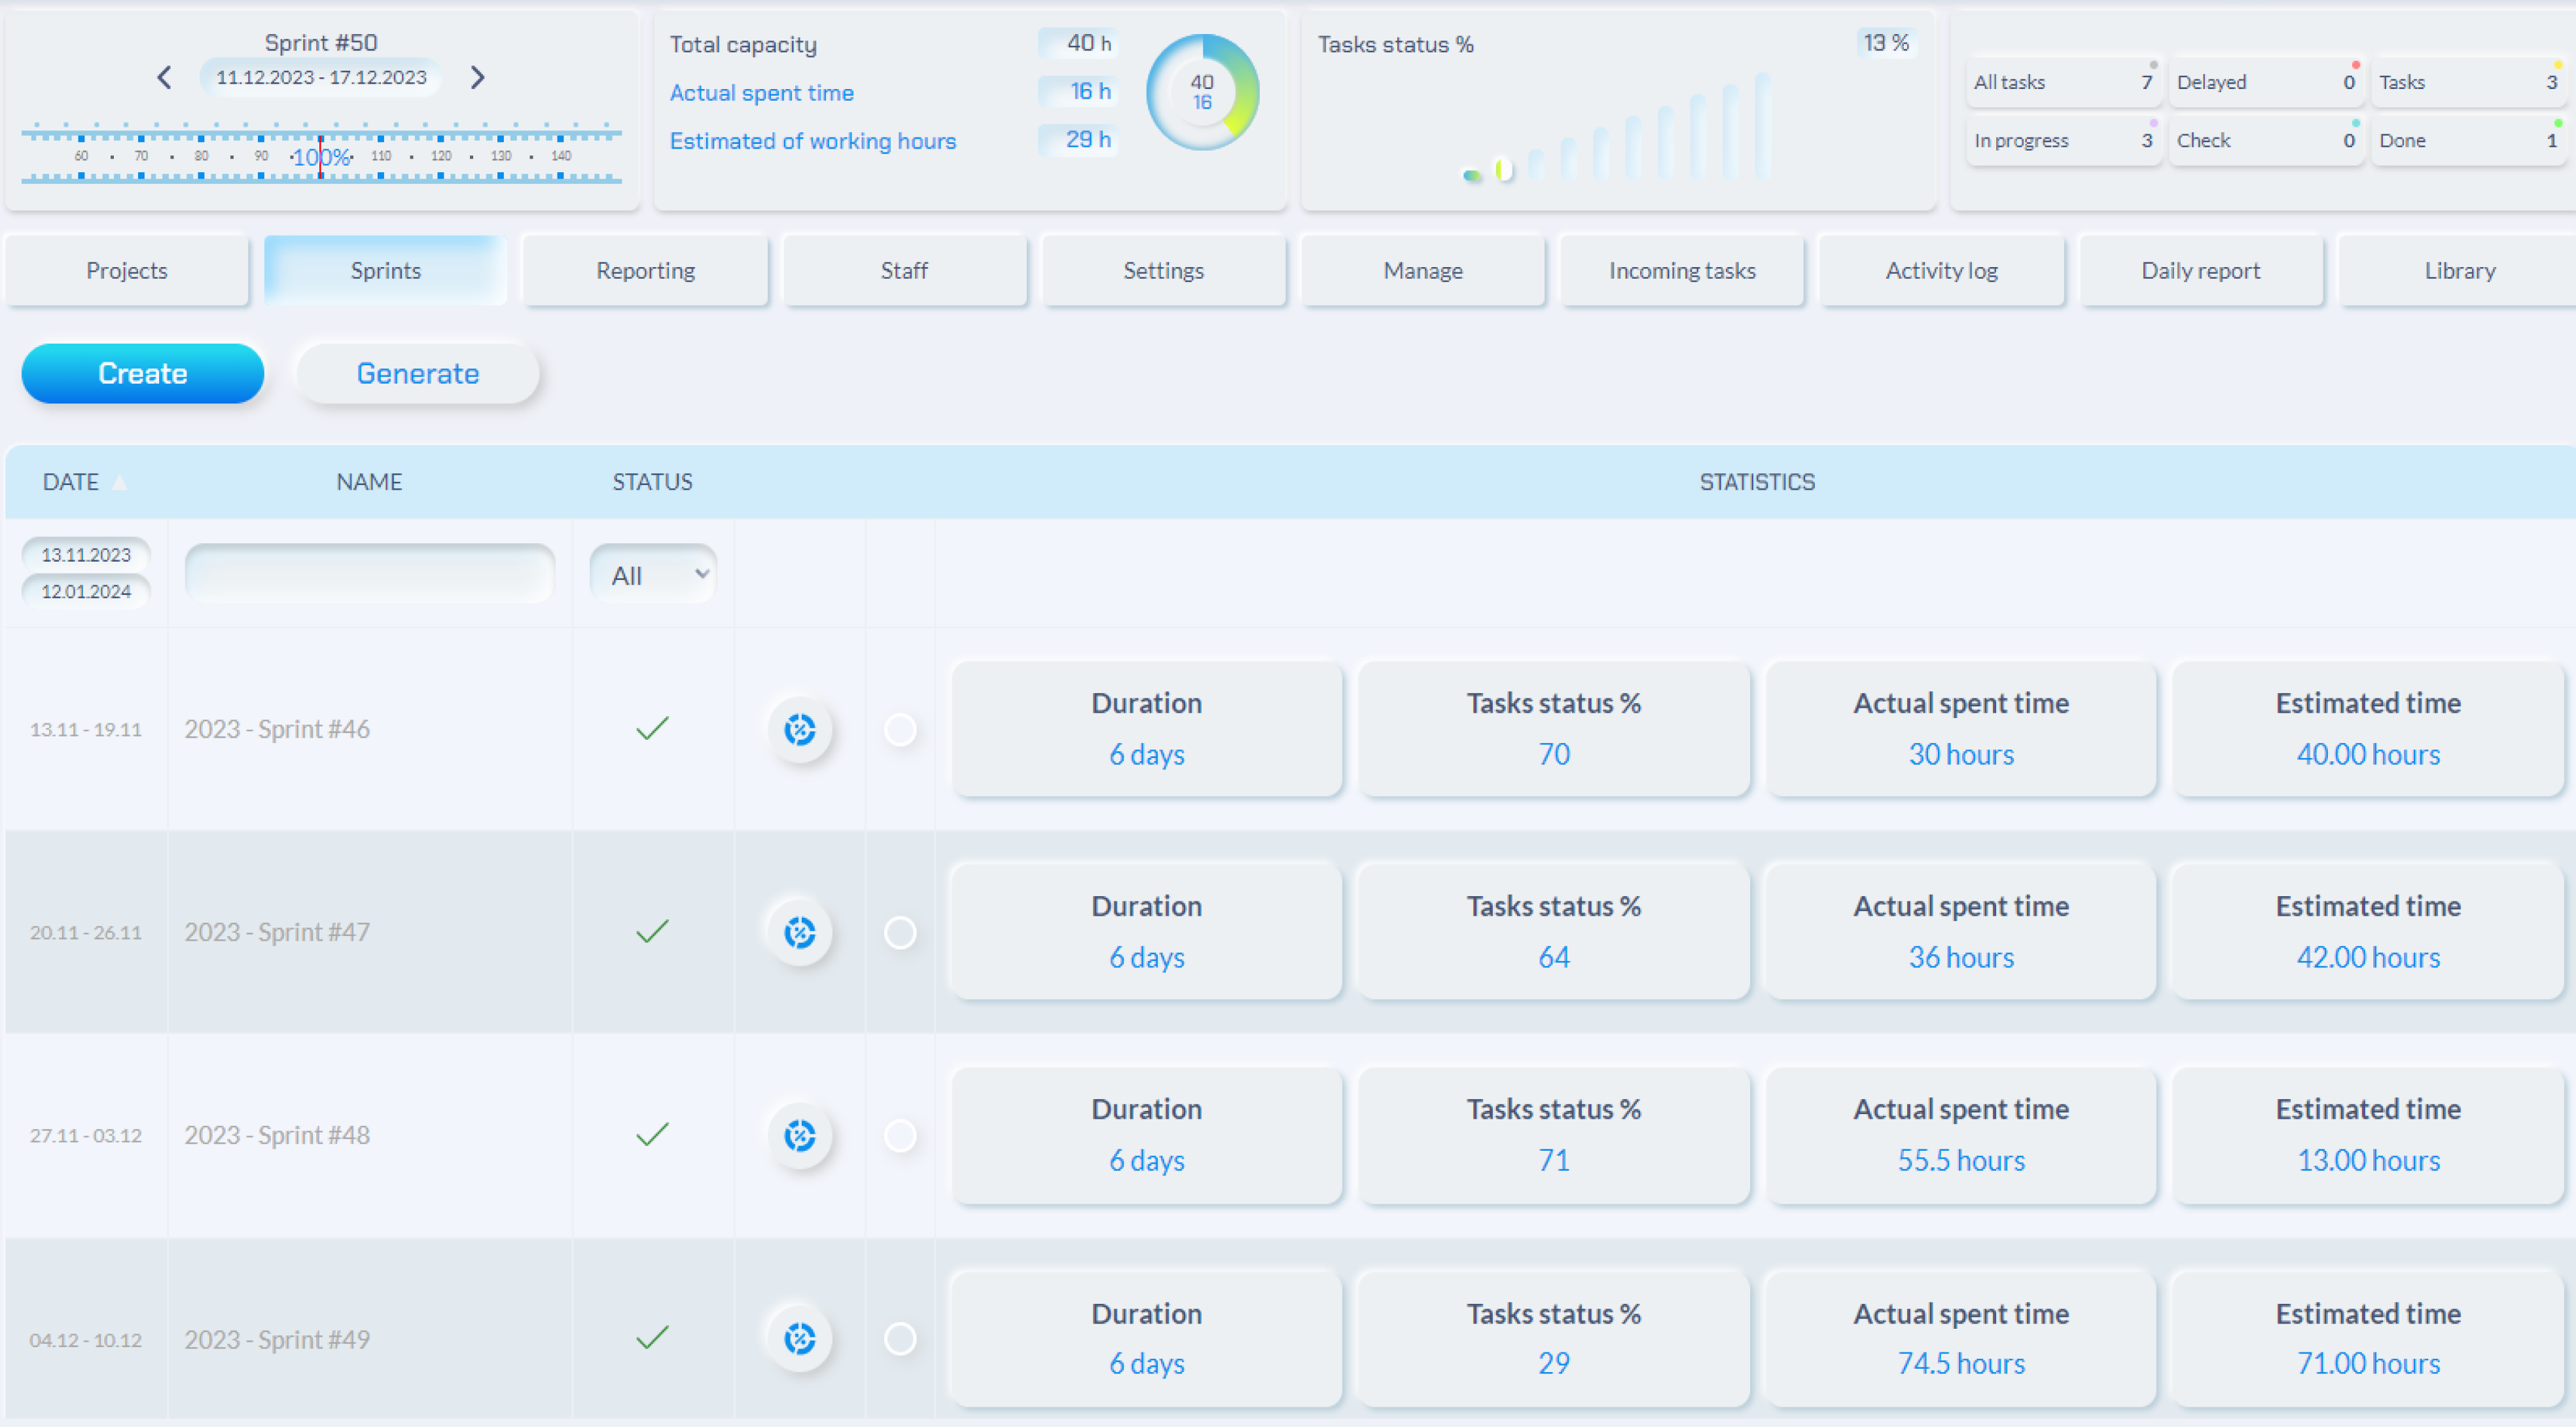 Sprint #50
11.12.2023 - 17.12.2023
60 70 80 90 100% 110 120 130 140
Total capacity 40 h
Actual spent time 16 h
Estimated of working hours 29 h
40
16
Tasks status % 13 %
All tasks 7 Delayed 0 Tasks 3
In progress 3 Check 0 Done 1
Projects Sprints Reporting Staff Settings Manage Incoming tasks Activity log Daily report Library
Create Generate
DATE NAME STATUS STATISTICS
13.11.2023
12.01.2024
All
13.11 - 19.11 2023 - Sprint #46
Duration Tasks status % Actual spent time Estimated time
6 days 70 30 hours 40.00 hours
20.11 - 26.11 2023 - Sprint #47
Duration Tasks status % Actual spent time Estimated time
6 days 64 36 hours 42.00 hours
27.11 - 03.12 2023 - Sprint #48
Duration Tasks status % Actual spent time Estimated time
6 days 71 55.5 hours 13.00 hours
04.12 - 10.12 2023 - Sprint #49
Duration Tasks status % Actual spent time Estimated time
6 days 29 74.5 hours 71.00 hours